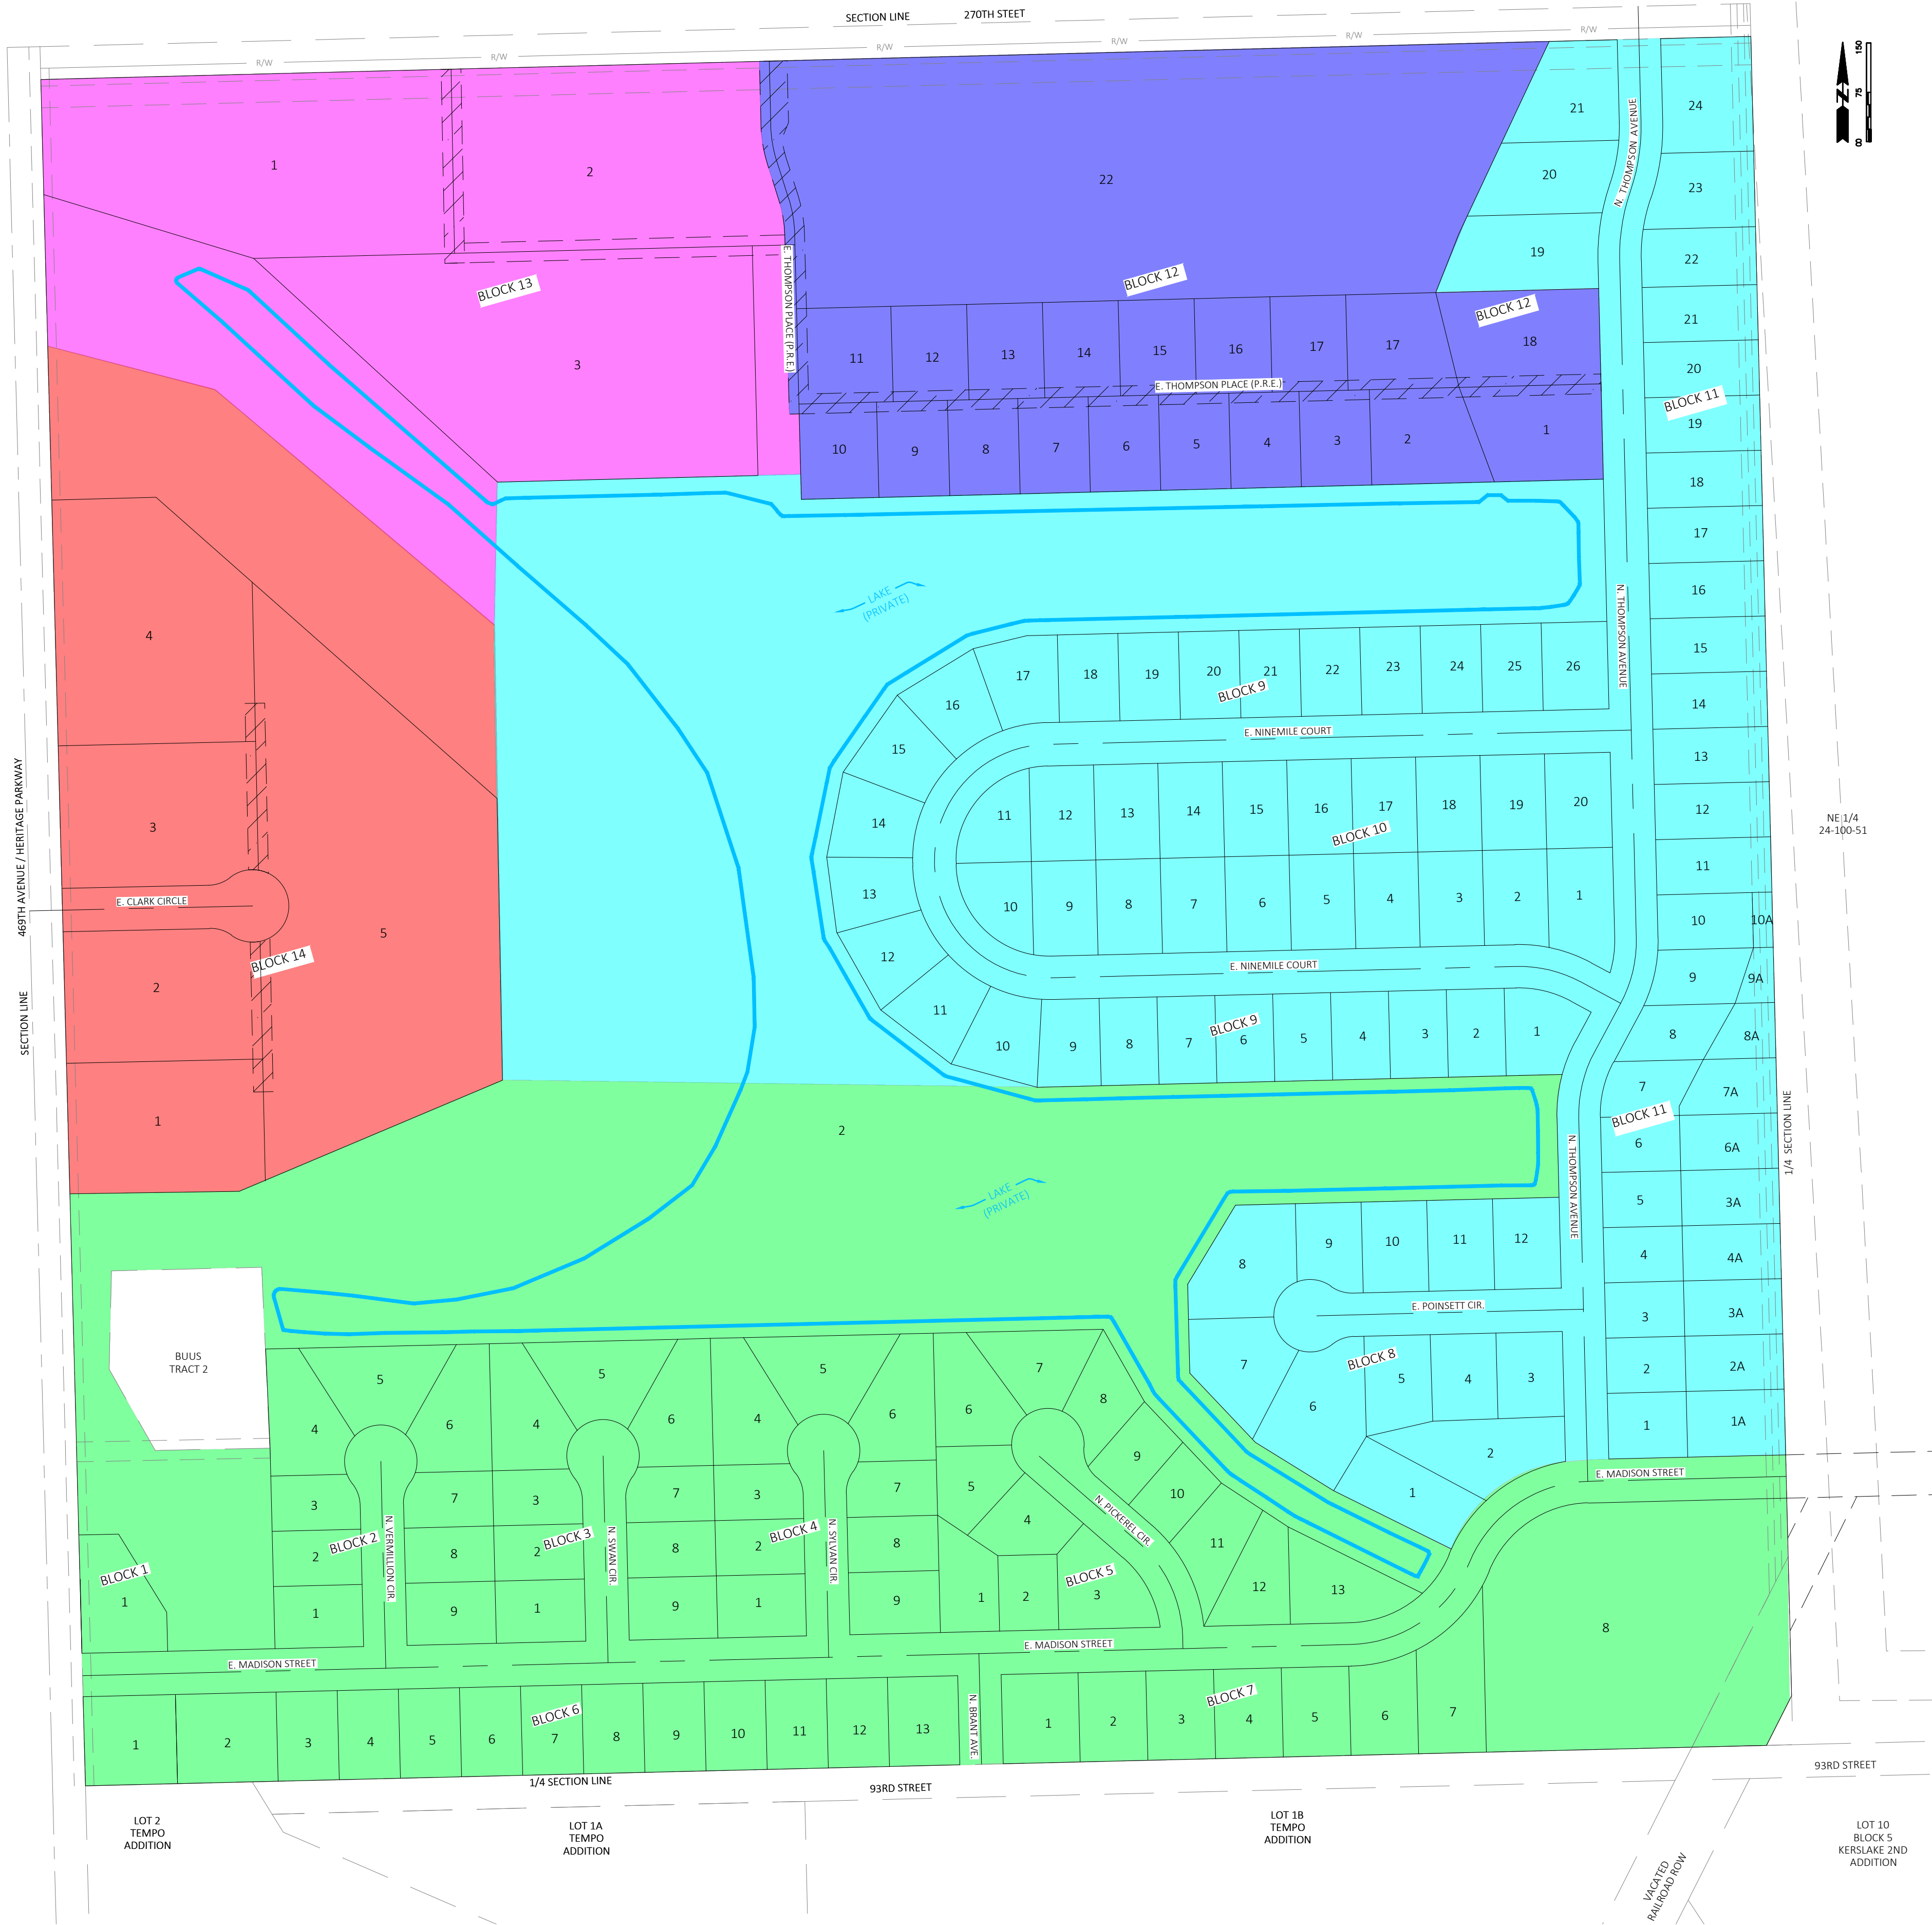 SECTION LINE 270TH STEET
R/W R/W R/W R/W R/W R/W
150
75
0
80
N
21
24
1
2
22
20
23
19
22
E. THOMPSON PLACE (P.R.E.)
BLOCK 13
BLOCK 12
BLOCK 12
N. THOMPSON AVENUE
21
3
11 12 13 14 15 16 17 17 18
20
E. THOMPSON PLACE (P.R.E.)
BLOCK 11
19
10 9 8 7 6 5 4 3 2 1
18
17
LAKE
(PRIVATE)
16
N. THOMPSON AVENUE
15
4
17 18 19 20 21 22 23 24 25 26
BLOCK 9
16
14
15
E. NINEMILE COURT
13
469TH AVENUE / HERITAGE PARKWAY
3
14
11 12 13 14 15 16 17 18 19 20
BLOCK 10
12
NE 1/4
24-100-51
11
13
10 9 8 7 6 5 4 3 2 1
E. CLARK CIRCLE
5
10 10A
BLOCK 14
12
E. NINEMILE COURT
9 9A
2
SECTION LINE
11
10 9 8 7 6 5 4 3 2 1
BLOCK 9
8 8A
7 7A
BLOCK 11
1
2
6 6A
1/4 SECTION LINE
N. THOMPSON AVENUE
LAKE
(PRIVATE)
5 3A
8 9 10 11 12
4 4A
E. POINSETT CIR.
3 3A
BUUS
TRACT 2
BLOCK 8
7 6 5 4 3
2 2A
5 5 5 7
1 1A
4 6 4 6 4 6 6 8
2
9
E. MADISON STREET
3 7 3 7 3 7 5 10
1
N. PICKEREL CIR.
4
BLOCK 2
N. VERMILLION CIR.
BLOCK 3
N. SWAN CIR.
BLOCK 4
N. SYLVAN CIR.
2 8 2 8 2 8
11
BLOCK 1
1
BLOCK 5
1 9 1 9 1 9 1 2 3 12 13
8
E. MADISON STREET
E. MADISON STREET
BLOCK 6
N. BRANT AVE.
BLOCK 7
1 2 3 4 5 6 7 8 9 10 11 12 13
1 2 3 4 5 6 7
1/4 SECTION LINE
93RD STREET
93RD STREET
LOT 2
TEMPO
ADDITION
LOT 1A
TEMPO
ADDITION
LOT 1B
TEMPO
ADDITION
LOT 10
BLOCK 5
KERSLAKE 2ND
ADDITION
VACATED
RAILROAD ROW